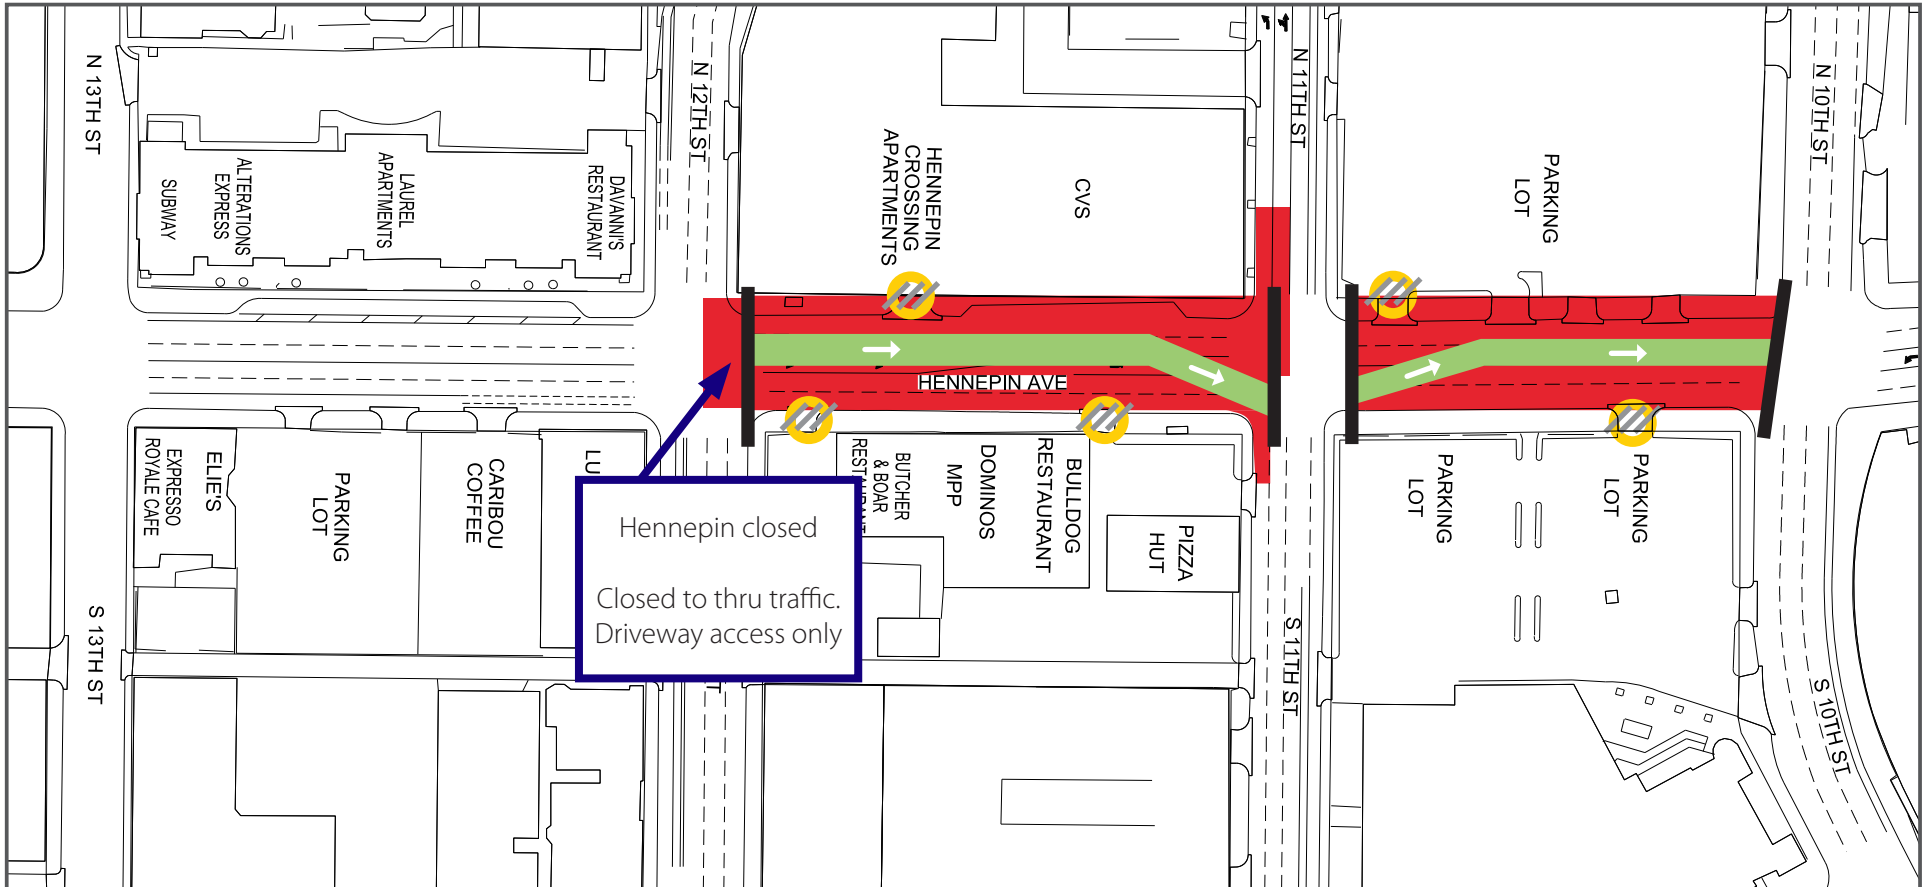 N 13TH ST
N 12TH ST
N 11TH ST
N 10TH ST
SUBWAY
ALTERATIONS
EXPRESS
LAUREL
APARTMENTS
DAVANNI'S
RESTAURANT
HENNEPIN
CROSSING
APARTMENTS
CVS
PARKING
LOT
HENNEPIN AVE
EXPRESSO
ROYALE CAFE
ELIE'S
PARKING
LOT
CARIBOU
COFFEE
BUTCHER
& BOAR
RESTAURANT
MPP
DOMINOS
BULLDOG
RESTAURANT
PIZZA
HUT
PARKING
LOT
PARKING
LOT
Hennepin closed
Closed to thru traffic.
Driveway access only
S 13TH ST
S 11TH ST
S 10TH ST